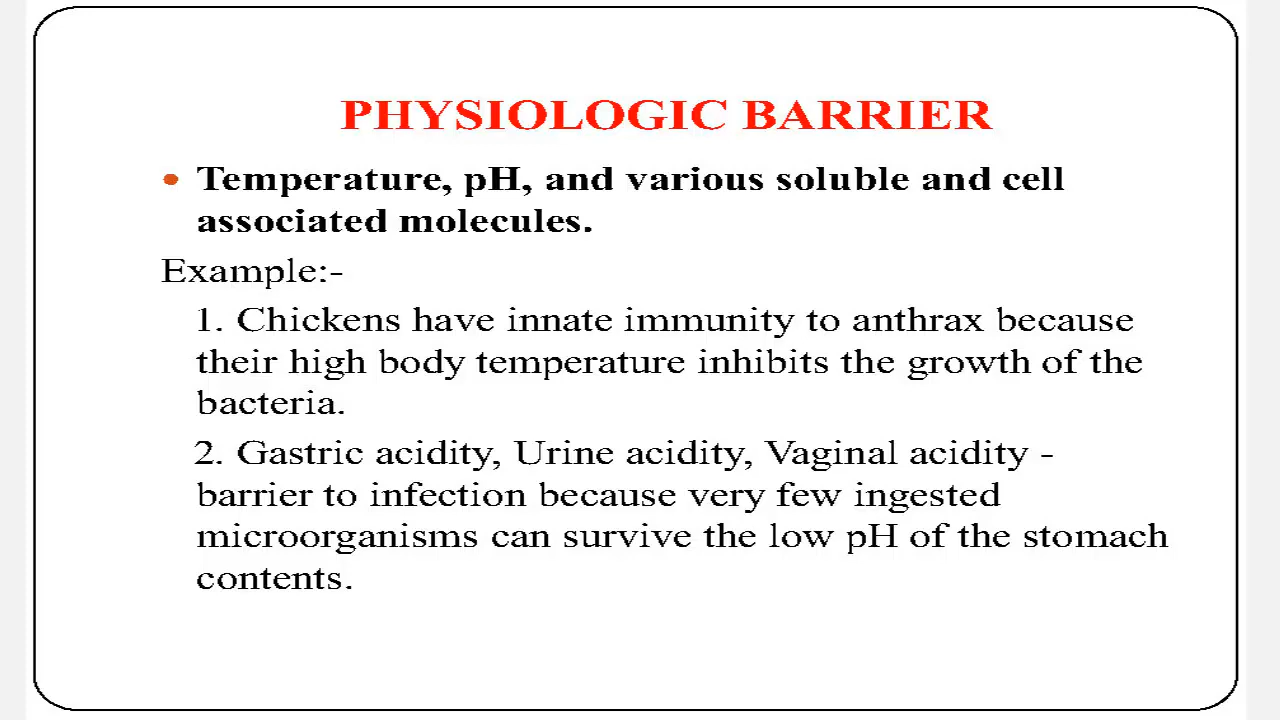 PHYSIOLOGIC BARRIER
• Temperature, pH, and various soluble and cell
associated molecules.
Example:-
1. Chickens have innate immunity to anthrax because
their high body temperature inhibits the growth of the
bacteria.
2. Gastric acidity, Urine acidity, Vaginal acidity -
barrier to infection because very few ingested
microorganisms can survive the low pH of the stomach
contents.